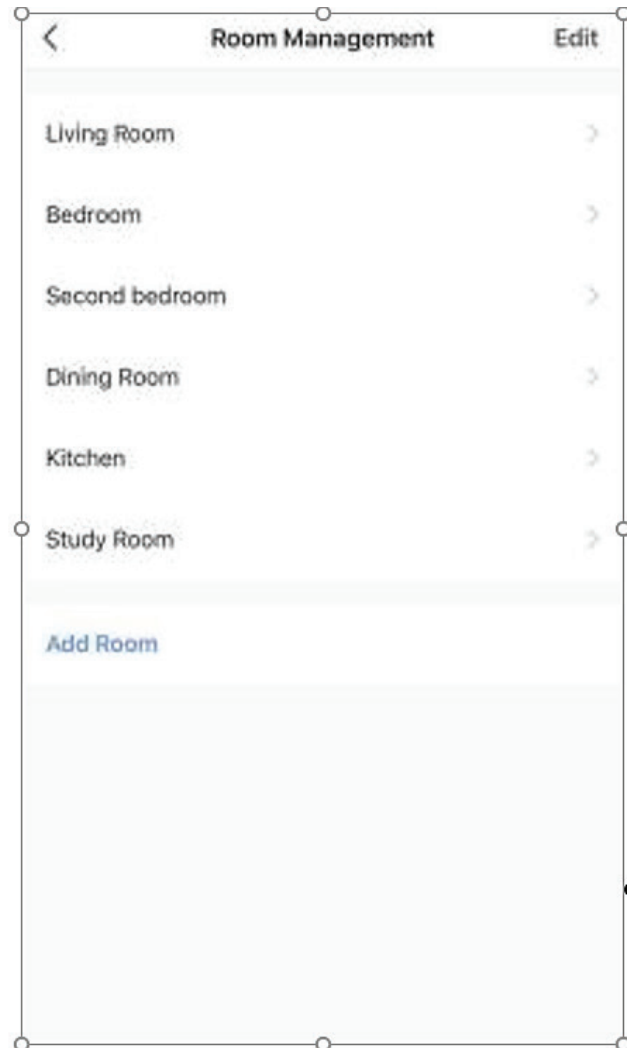 Room Management Edit
Living Room
Bedroom
Second bedroom
Dining Room
Kitchen
Study Room
Add Room